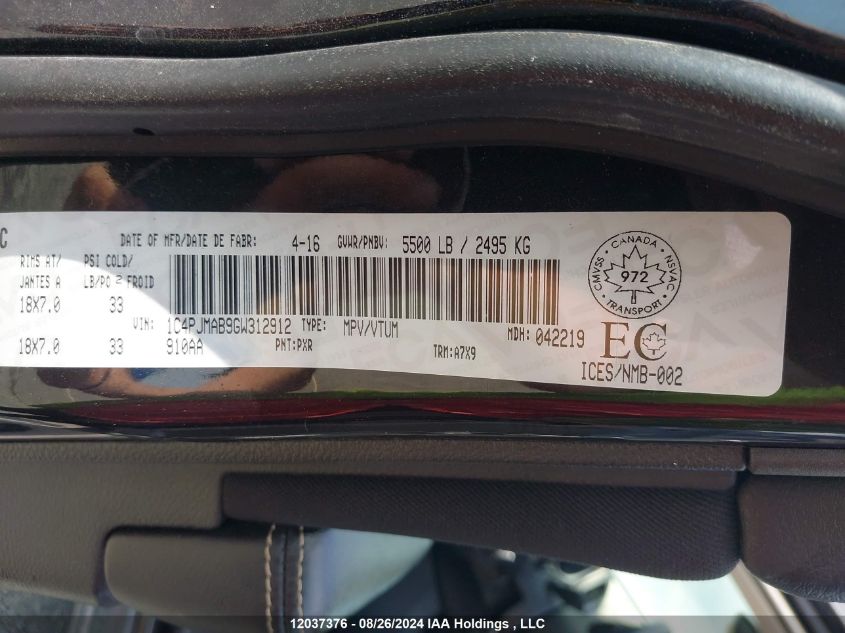 C
DATE OF MFR/DATE DE FABR: 4-16 GVWR/PNBV: 5500 LB / 2495 KG
RIMS AT/ PSI COLD/
JANTES A LB/PO 2 FROID
18X7.0 33
VIN: 1C4PJMAB9GW312912 TYPE: MPV/VTUM MDH: 042219
18X7.0 33 910AA PNT:PXR TRM:A7X9
CANADA
CMVSS 972 NSVAC
TRANSPORT
EC
ICES/NMB-002
12037376 - 08/26/2024 IAA Holdings , LLC